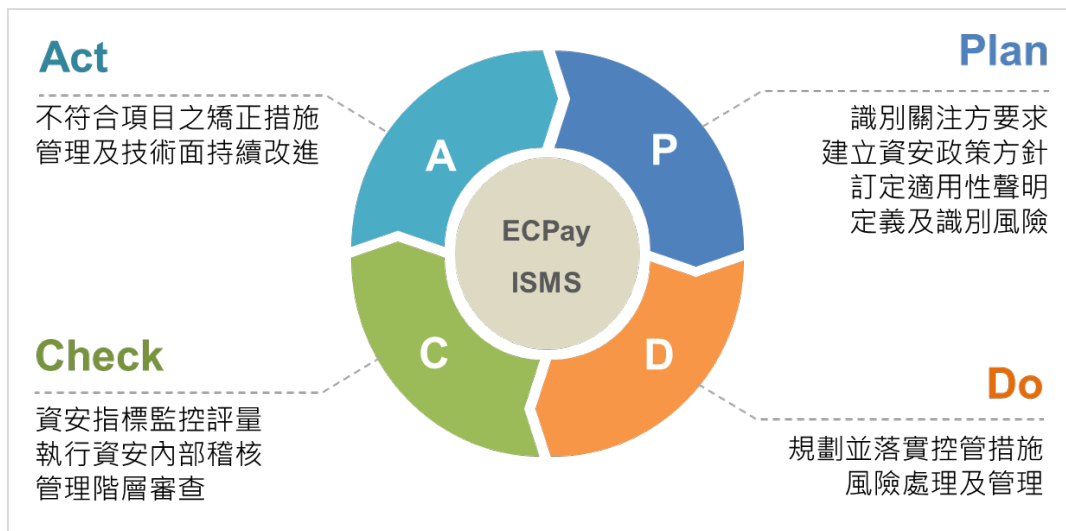 Act
不符合項目之矯正措施
管理及技術面持續改進
Plan
識別關注方要求
建立資安政策方針
訂定適用性聲明
定義及識別風險
A
P
ECPay
ISMS
C
D
Check
資安指標監控評量
執行資安內部稽核
管理階層審查
Do
規劃並落實控管措施
風險處理及管理